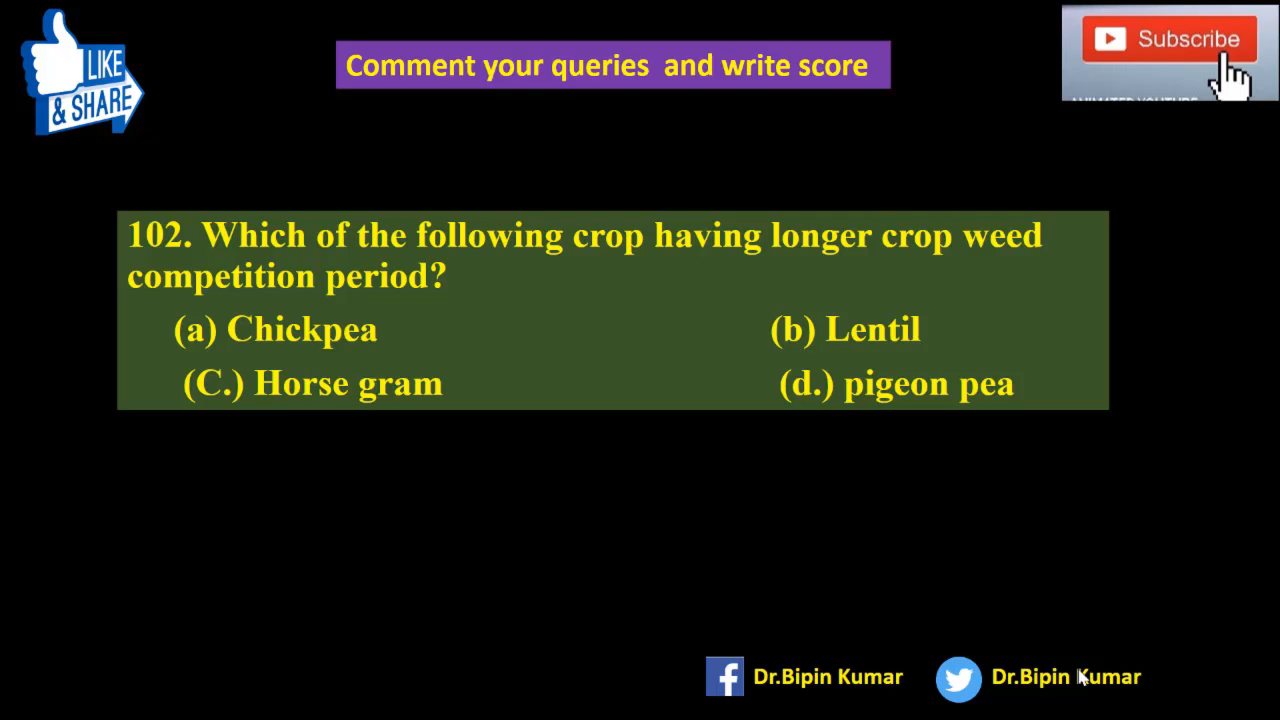 LIKE
& SHARE
Comment your queries and write score
Subscribe
102. Which of the following crop having longer crop weed
competition period?
(a) Chickpea (b) Lentil
(C.) Horse gram (d.) pigeon pea
Dr.Bipin Kumar Dr.Bipin Kumar